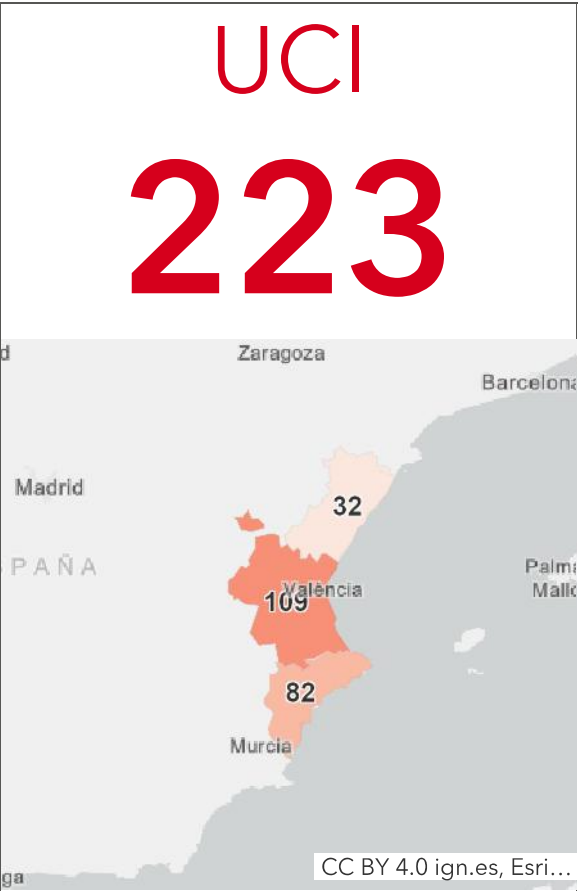 UCI
223
d
Zaragoza
Barcelona
Madrid
32
PAÑA
Palma
Mallo
València
109
82
Murcia
CC BY 4.0 ign.es, Esri...
ga